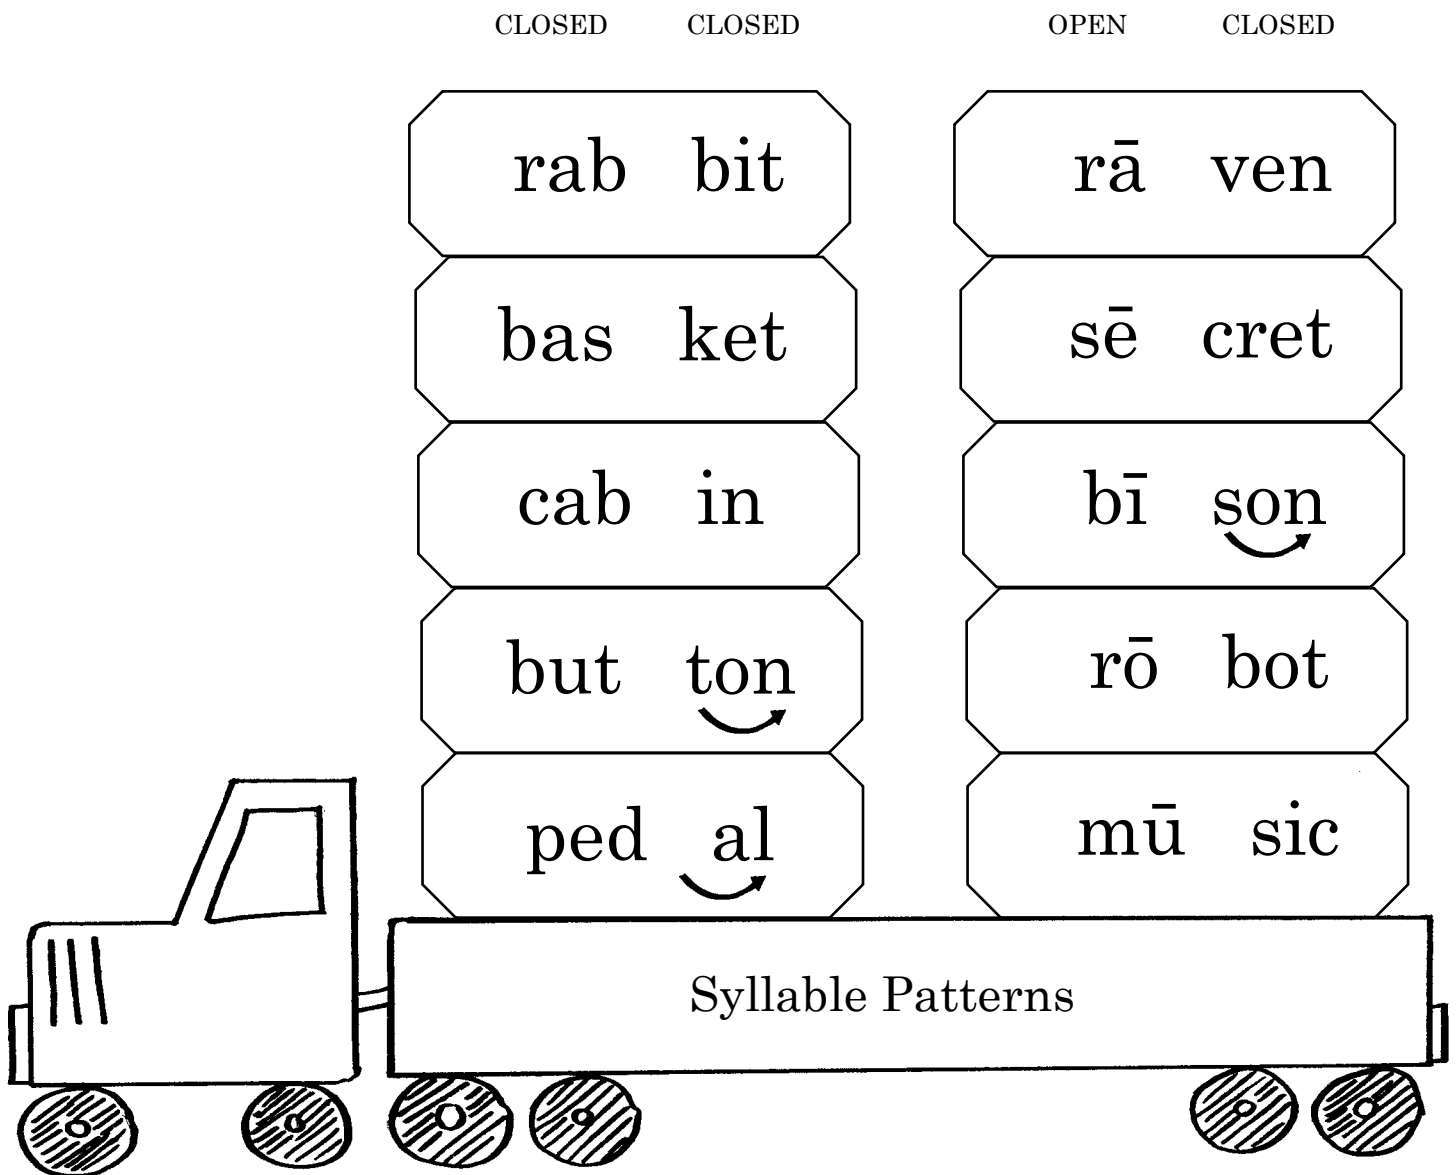 CLOSED CLOSED OPEN CLOSED
rab bit rā ven
bas ket sē cret
cab in bī son
but ton rō bot
ped al mū sic
Syllable Patterns